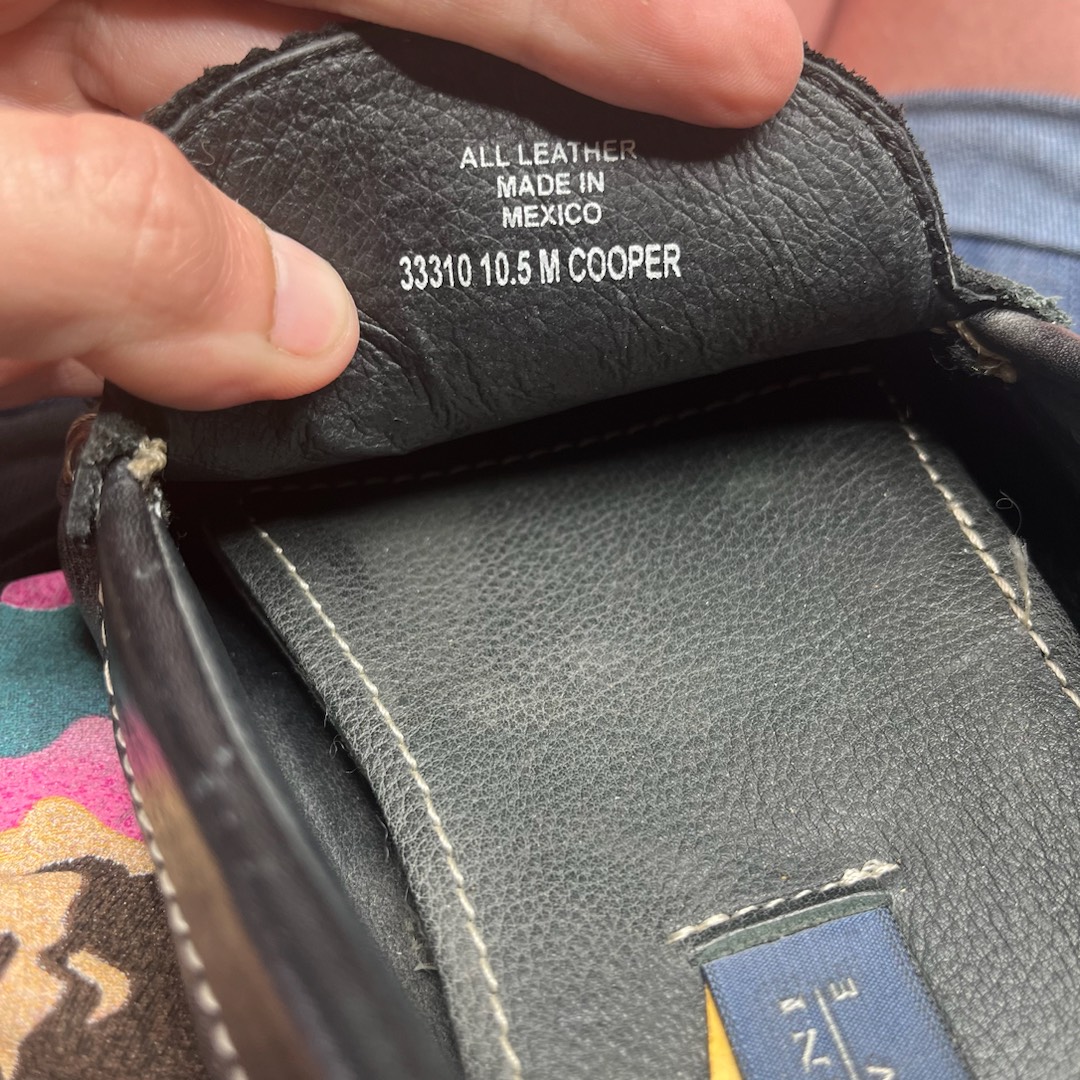 ALL LEATHER
MADE IN
MEXICO
33310 10.5 M COOPER